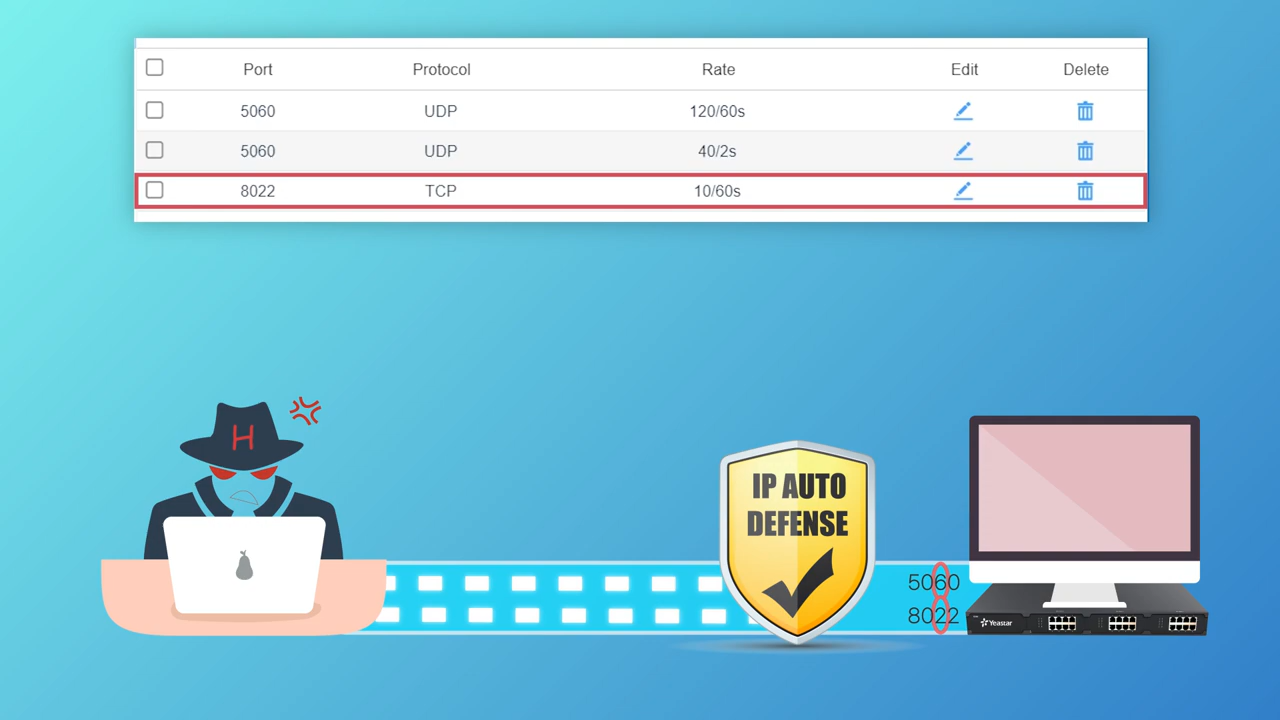 Port Protocol Rate Edit Delete
5060 UDP 120/60s
5060 UDP 40/2s
8022 TCP 10/60s
H
IP AUTO
DEFENSE
5060
8022
Yeastar